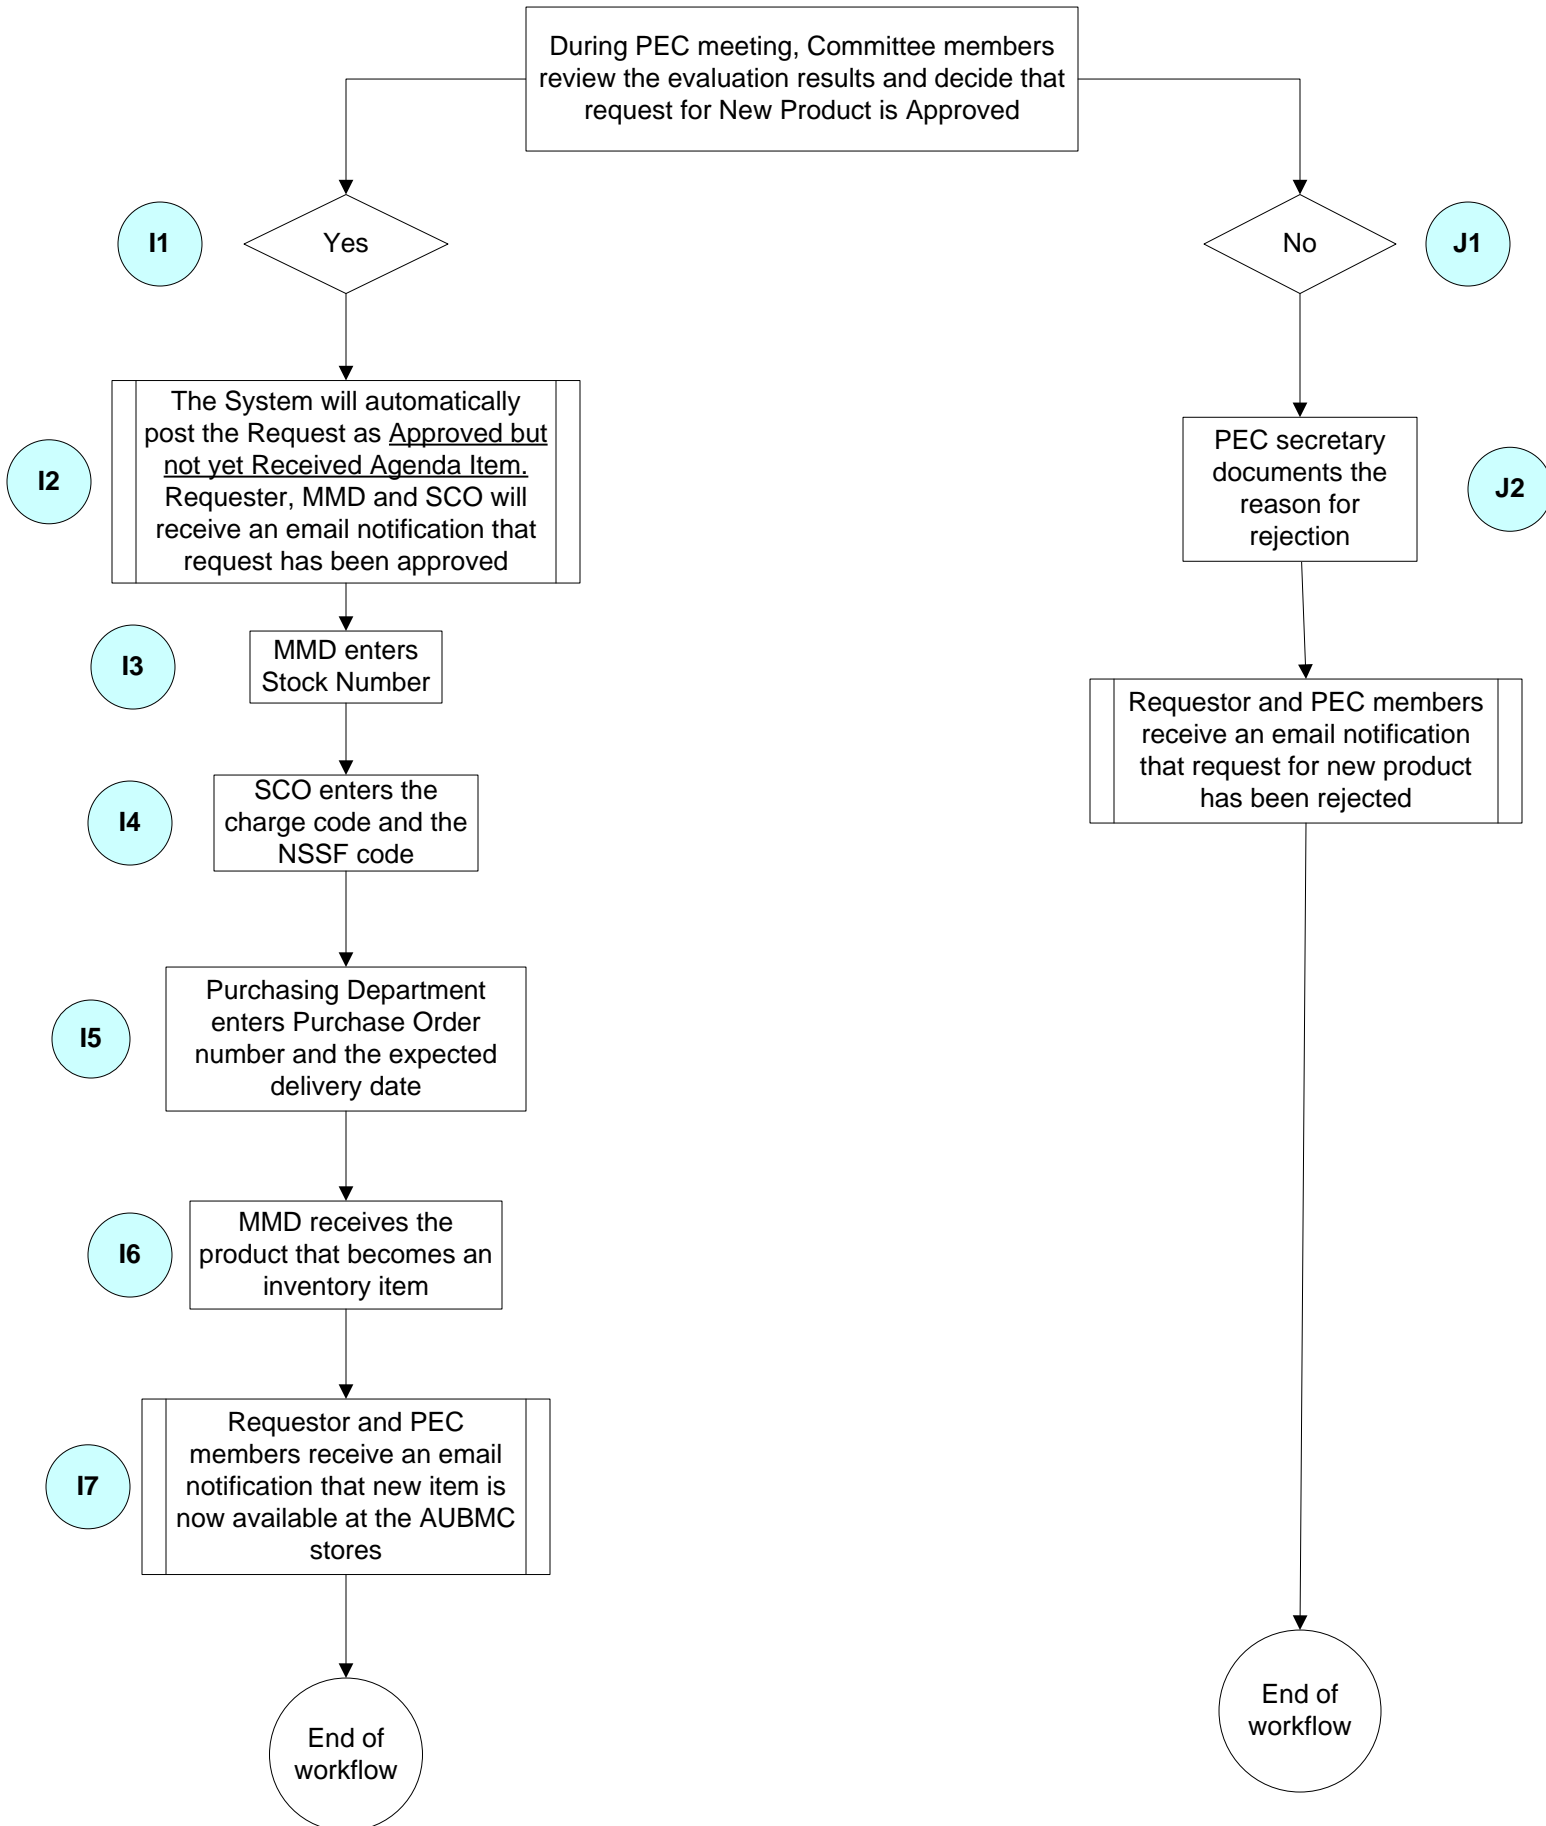 During PEC meeting, Committee members
review the evaluation results and decide that
request for New Product is Approved
I1
Yes
No
J1
The System will automatically
post the Request as Approved but
not yet Received Agenda Item.
Requester, MMD and SCO will
receive an email notification that
request has been approved
I2
PEC secretary
documents the
reason for
rejection
J2
I3
MMD enters
Stock Number
Requestor and PEC members
receive an email notification
that request for new product
has been rejected
I4
SCO enters the
charge code and the
NSSF code
I5
Purchasing Department
enters Purchase Order
number and the expected
delivery date
I6
MMD receives the
product that becomes an
inventory item
I7
Requestor and PEC
members receive an email
notification that new item is
now available at the AUBMC
stores
End of
workflow
End of
workflow